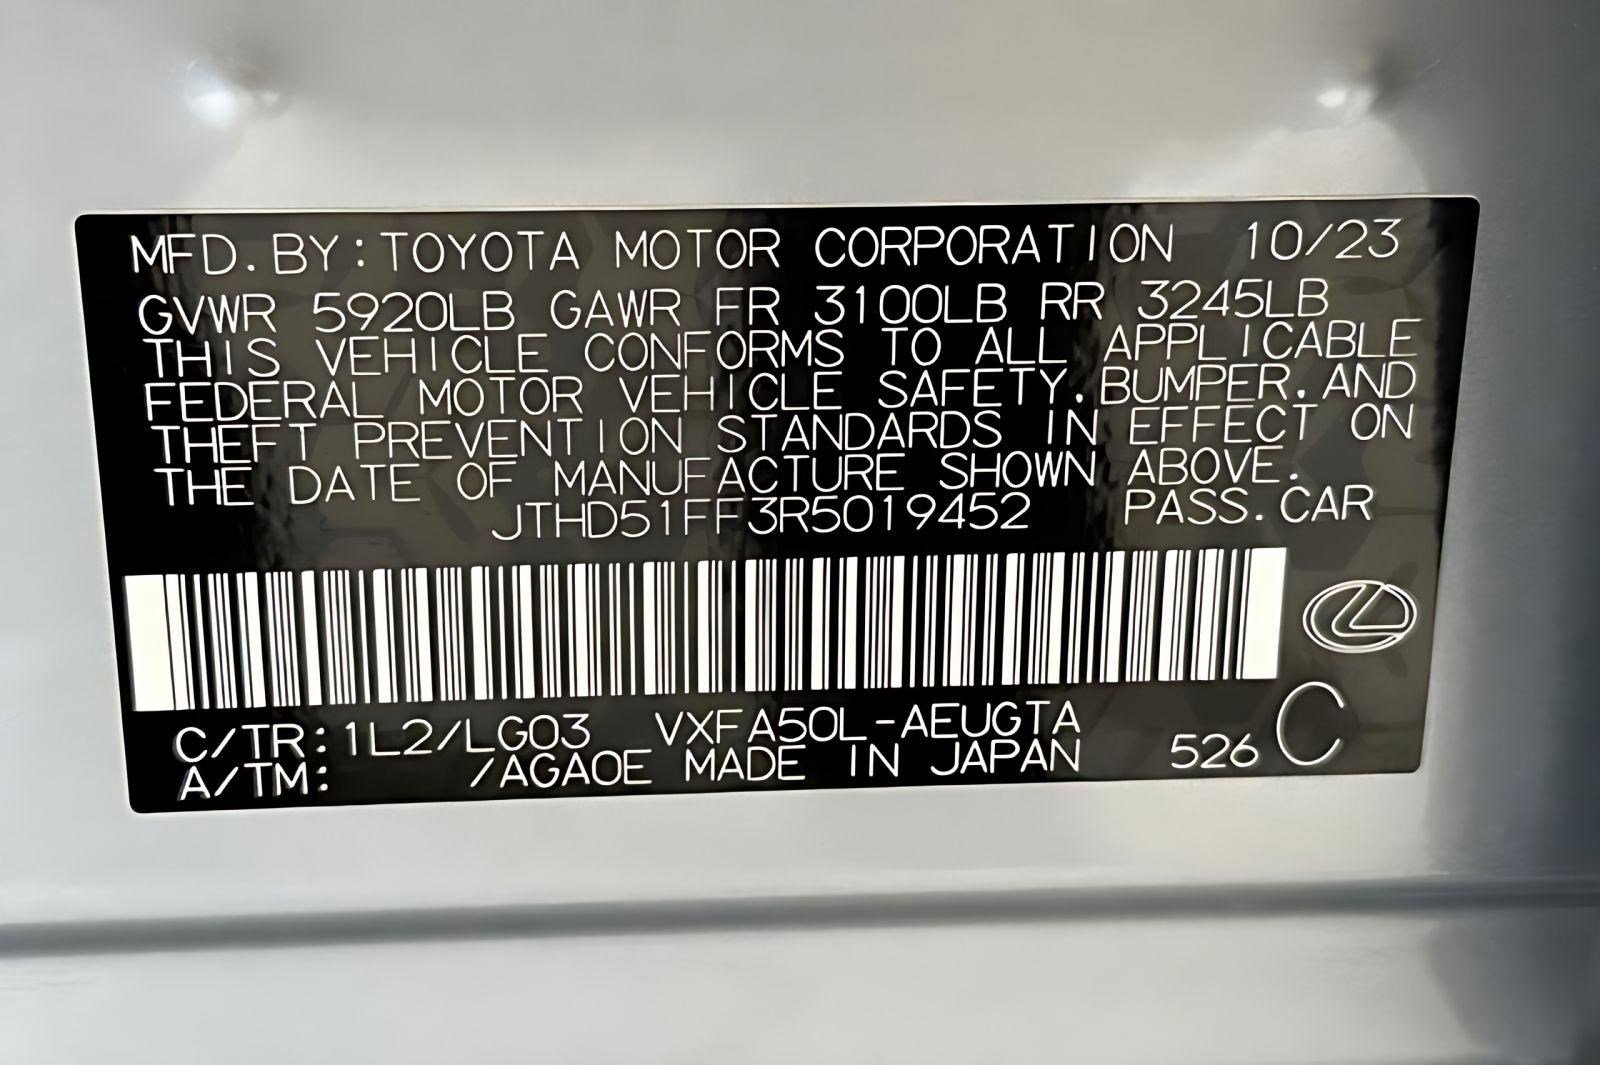 MFD. BY: TOYOTA MOTOR CORPORATION 10/23
GVWR 5920LB GAWR FR 3100LB RR 3245LB
THIS VEHICLE CONFORMS TO ALL APPLICABLE
FEDERAL MOTOR VEHICLE SAFETY. BUMPER. AND
THEFT PREVENTION STANDARDS IN EFFECT ON
THE DATE OF MANUFACTURE SHOWN ABOVE.
JTHD51FF3R5019452 PASS. CAR
C/TR: 1L2/LG03 VXFA50L-AEUGTA
A/TM: /AGA0E MADE IN JAPAN 526 C